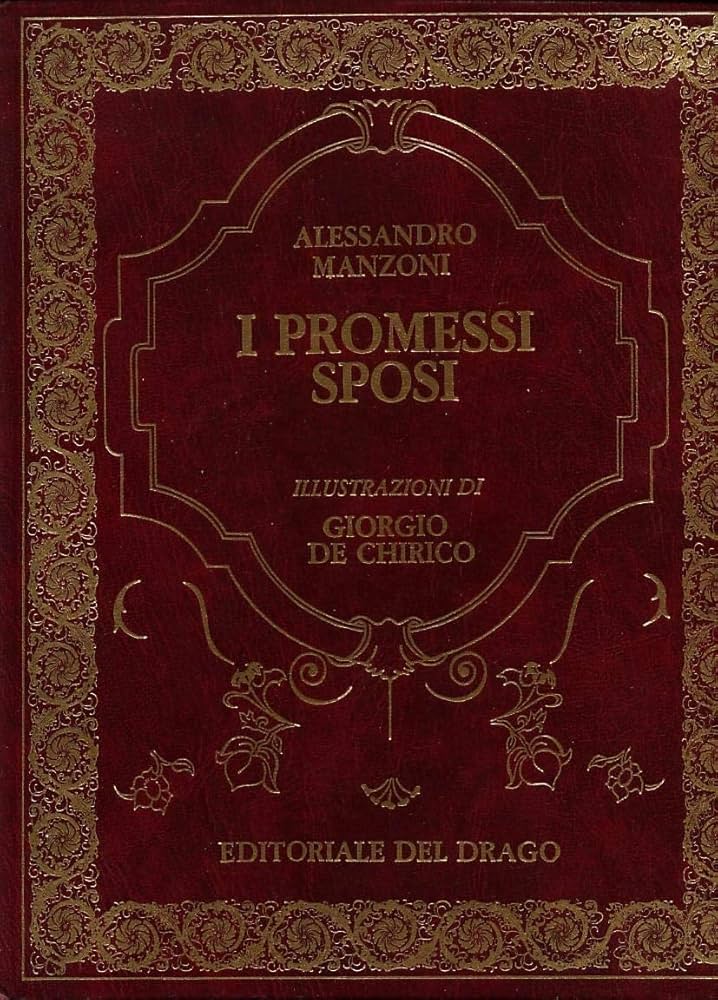 ALESSANDRO
MANZONI
I PROMESSI
SPOSI
ILLUSTRAZIONI DI
GIORGIO
DE CHIRICO
EDITORIALE DEL DRAGO